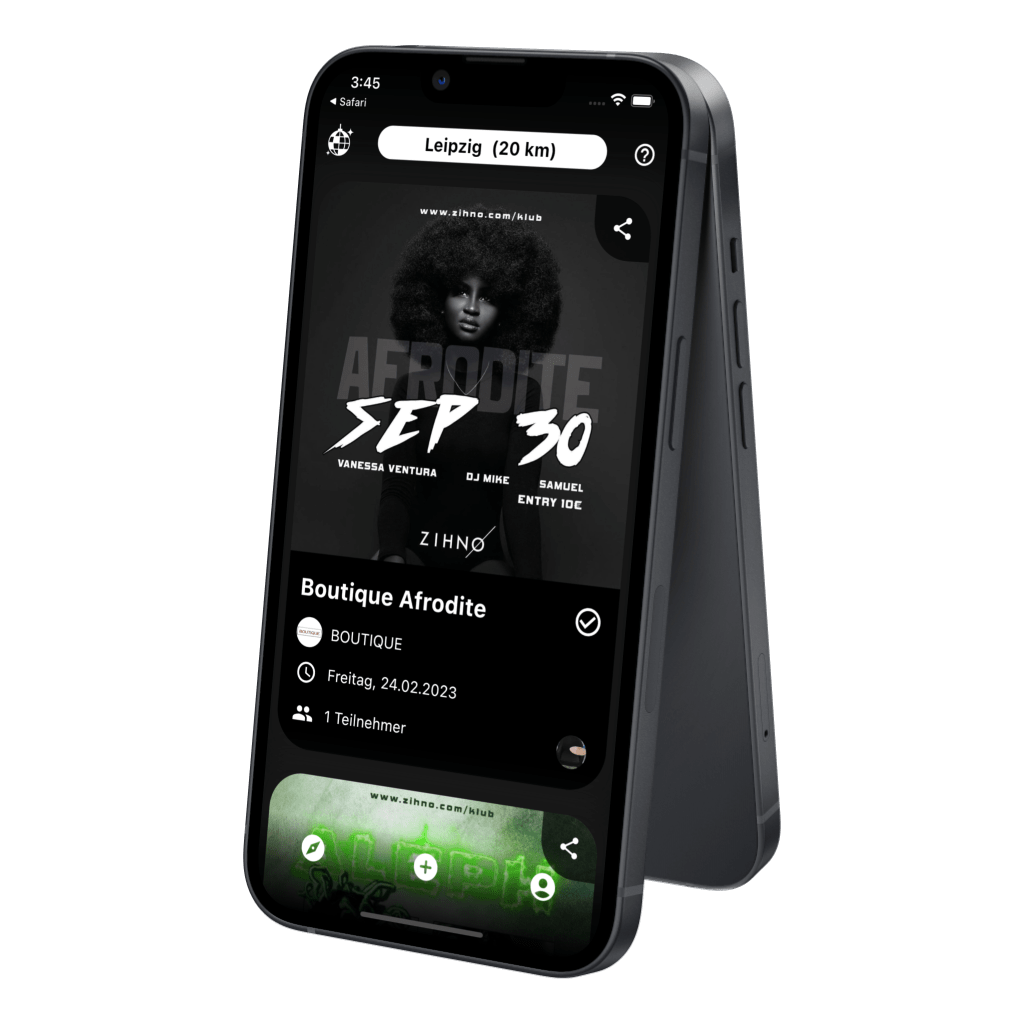 3:45
◀ Safari
Leipzig (20 km)
www.zihno.com/klub
AFRODITE
SEP 30
VANESSA VENTURA DJ MIKE SAMUEL
ENTRY 10€
ZIHNO
Boutique Afrodite
BOUTIQUE
BOUTIQUE
Freitag, 24.02.2023
1 Teilnehmer
www.zihno.com/klub
ALEPH